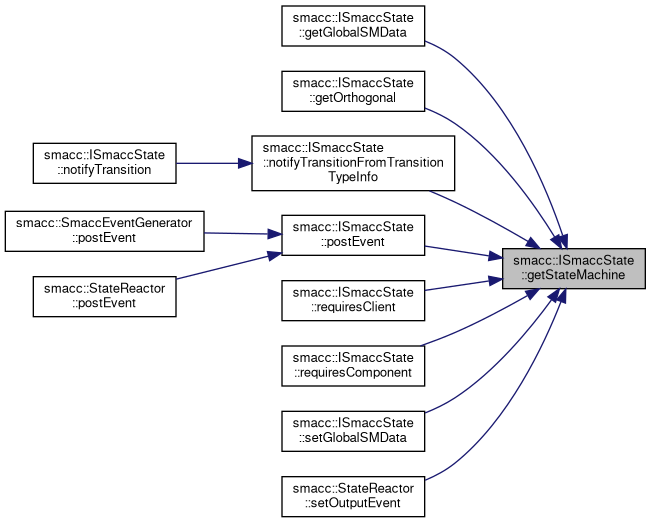 smacc::ISmaccState
::getGlobalSMData
smacc::ISmaccState
::getOrthogonal
smacc::ISmaccState
::notifyTransition
smacc::ISmaccState
::notifyTransitionFromTransition
TypeInfo
smacc::SmaccEventGenerator
::postEvent
smacc::ISmaccState
::postEvent
smacc::StateReactor
::postEvent
smacc::ISmaccState
::getStateMachine
smacc::ISmaccState
::requiresClient
smacc::ISmaccState
::requiresComponent
smacc::ISmaccState
::setGlobalSMData
smacc::StateReactor
::setOutputEvent